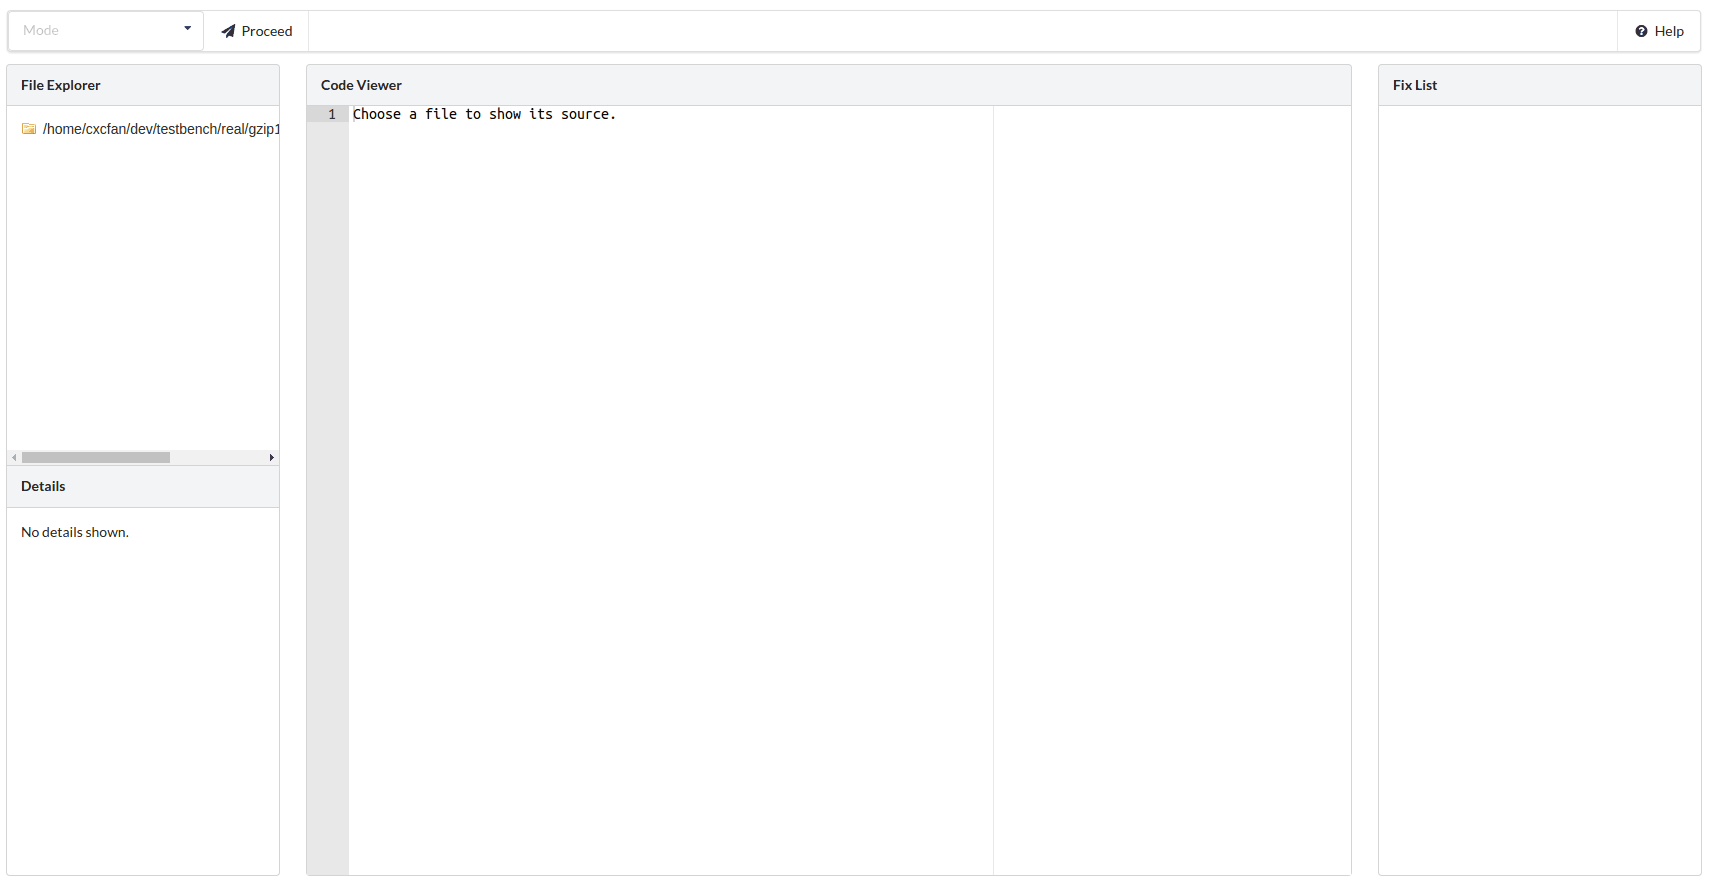 Mode
Proceed
Help
File Explorer
/home/cxcfan/dev/testbench/real/gzip1
Details
No details shown.
Code Viewer
1 Choose a file to show its source.
Fix List